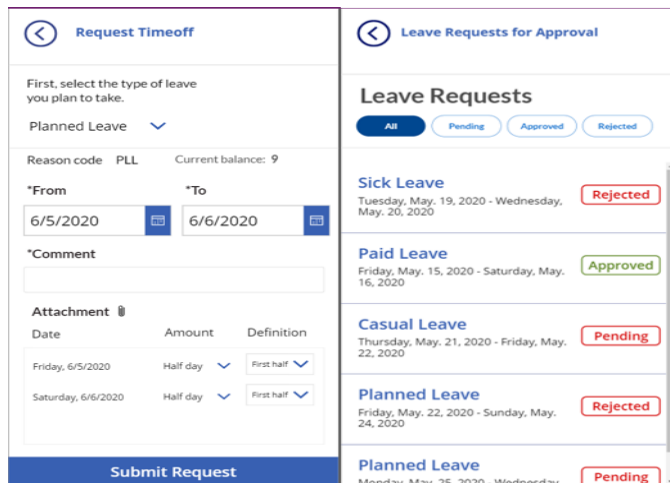 Request Timeoff
First, select the type of leave
you plan to take.
Planned Leave
Reason code PLL Current balance: 9
*From *To
6/5/2020 6/6/2020
*Comment
Attachment
Date Amount Definition
Friday, 6/5/2020 Half day First half
Saturday, 6/6/2020 Half day First half
Submit Request
Leave Requests for Approval
Leave Requests
All Pending Approved Rejected
Sick Leave
Tuesday, May. 19, 2020 - Wednesday,
May. 20, 2020
Rejected
Paid Leave
Friday, May. 15, 2020 - Saturday, May.
16, 2020
Approved
Casual Leave
Thursday, May. 21, 2020 - Friday, May.
22, 2020
Pending
Planned Leave
Friday, May. 22, 2020 - Sunday, May.
24, 2020
Rejected
Planned Leave
Monday, May. 25, 2020 - Wednesday,
Pending